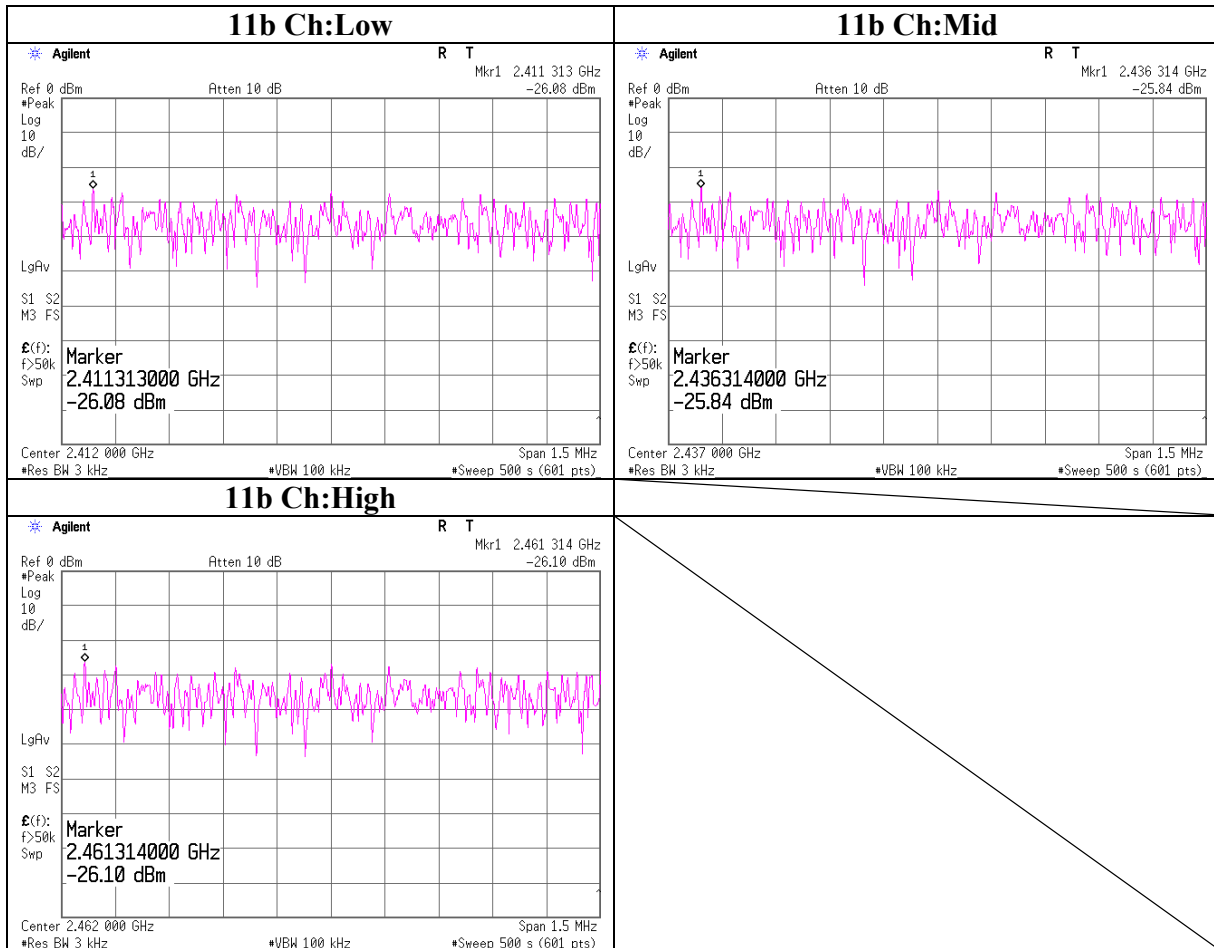 11b Ch:Low
Agilent
R T
Mkr1 2.411 313 GHz
Ref 0 dBm
Atten 10 dB
-26.08 dBm
#Peak
Log
10
dB/
1
LgAv
S1 S2
M3 FS
£(f):
f>50k
Swp
Marker
2.411313000 GHz
-26.08 dBm
Center 2.412 000 GHz
Span 1.5 MHz
#Res BW 3 kHz
#VBW 100 kHz
#Sweep 500 s (601 pts)
11b Ch:Mid
Agilent
R T
Mkr1 2.436 314 GHz
Ref 0 dBm
Atten 10 dB
-25.84 dBm
#Peak
Log
10
dB/
1
LgAv
S1 S2
M3 FS
£(f):
f>50k
Swp
Marker
2.436314000 GHz
-25.84 dBm
Center 2.437 000 GHz
Span 1.5 MHz
#Res BW 3 kHz
#VBW 100 kHz
#Sweep 500 s (601 pts)
11b Ch:High
Agilent
R T
Mkr1 2.461 314 GHz
Ref 0 dBm
Atten 10 dB
-26.10 dBm
#Peak
Log
10
dB/
1
LgAv
S1 S2
M3 FS
£(f):
f>50k
Swp
Marker
2.461314000 GHz
-26.10 dBm
Center 2.462 000 GHz
Span 1.5 MHz
#Res BW 3 kHz
#VBW 100 kHz
#Sweep 500 s (601 pts)